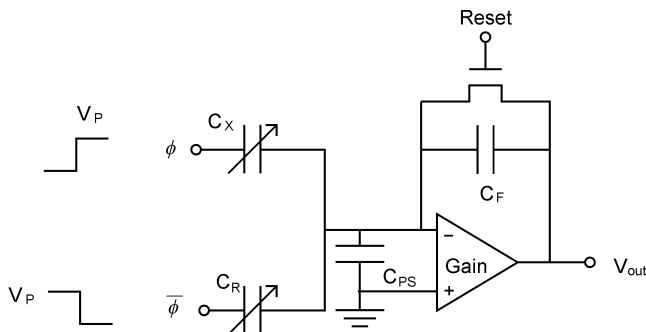 Reset
V_P
C_X
ϕ
C_F
−
Gain
V_out
C_PS
+
V_P
C_R
ϕ̅